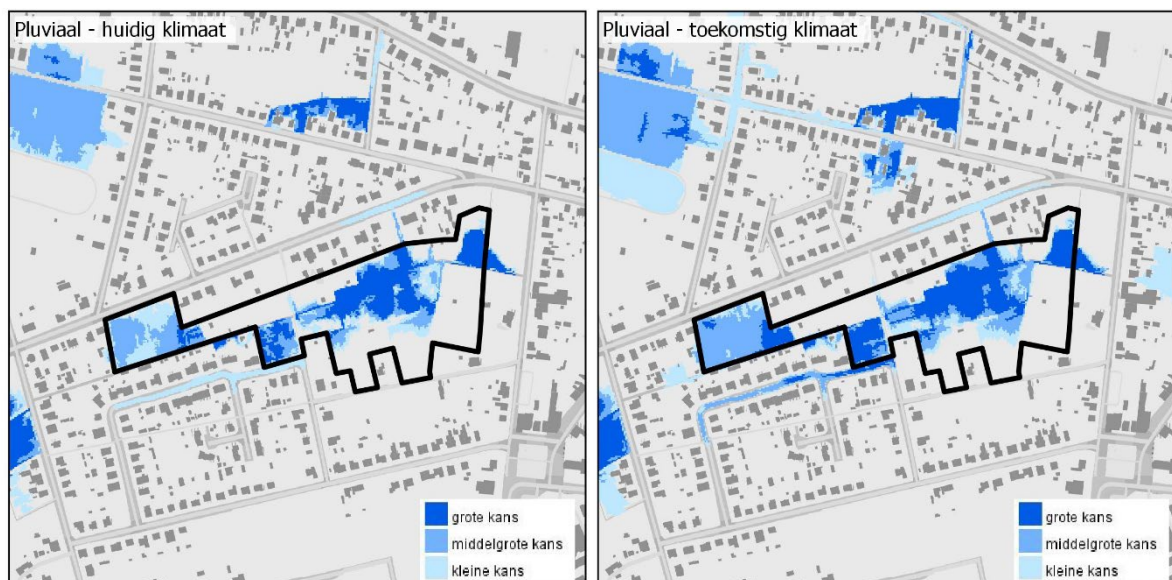 Pluviaal - huidig klimaat
grote kans
middelgrote kans
kleine kans
Pluviaal - toekomstig klimaat
grote kans
middelgrote kans
kleine kans